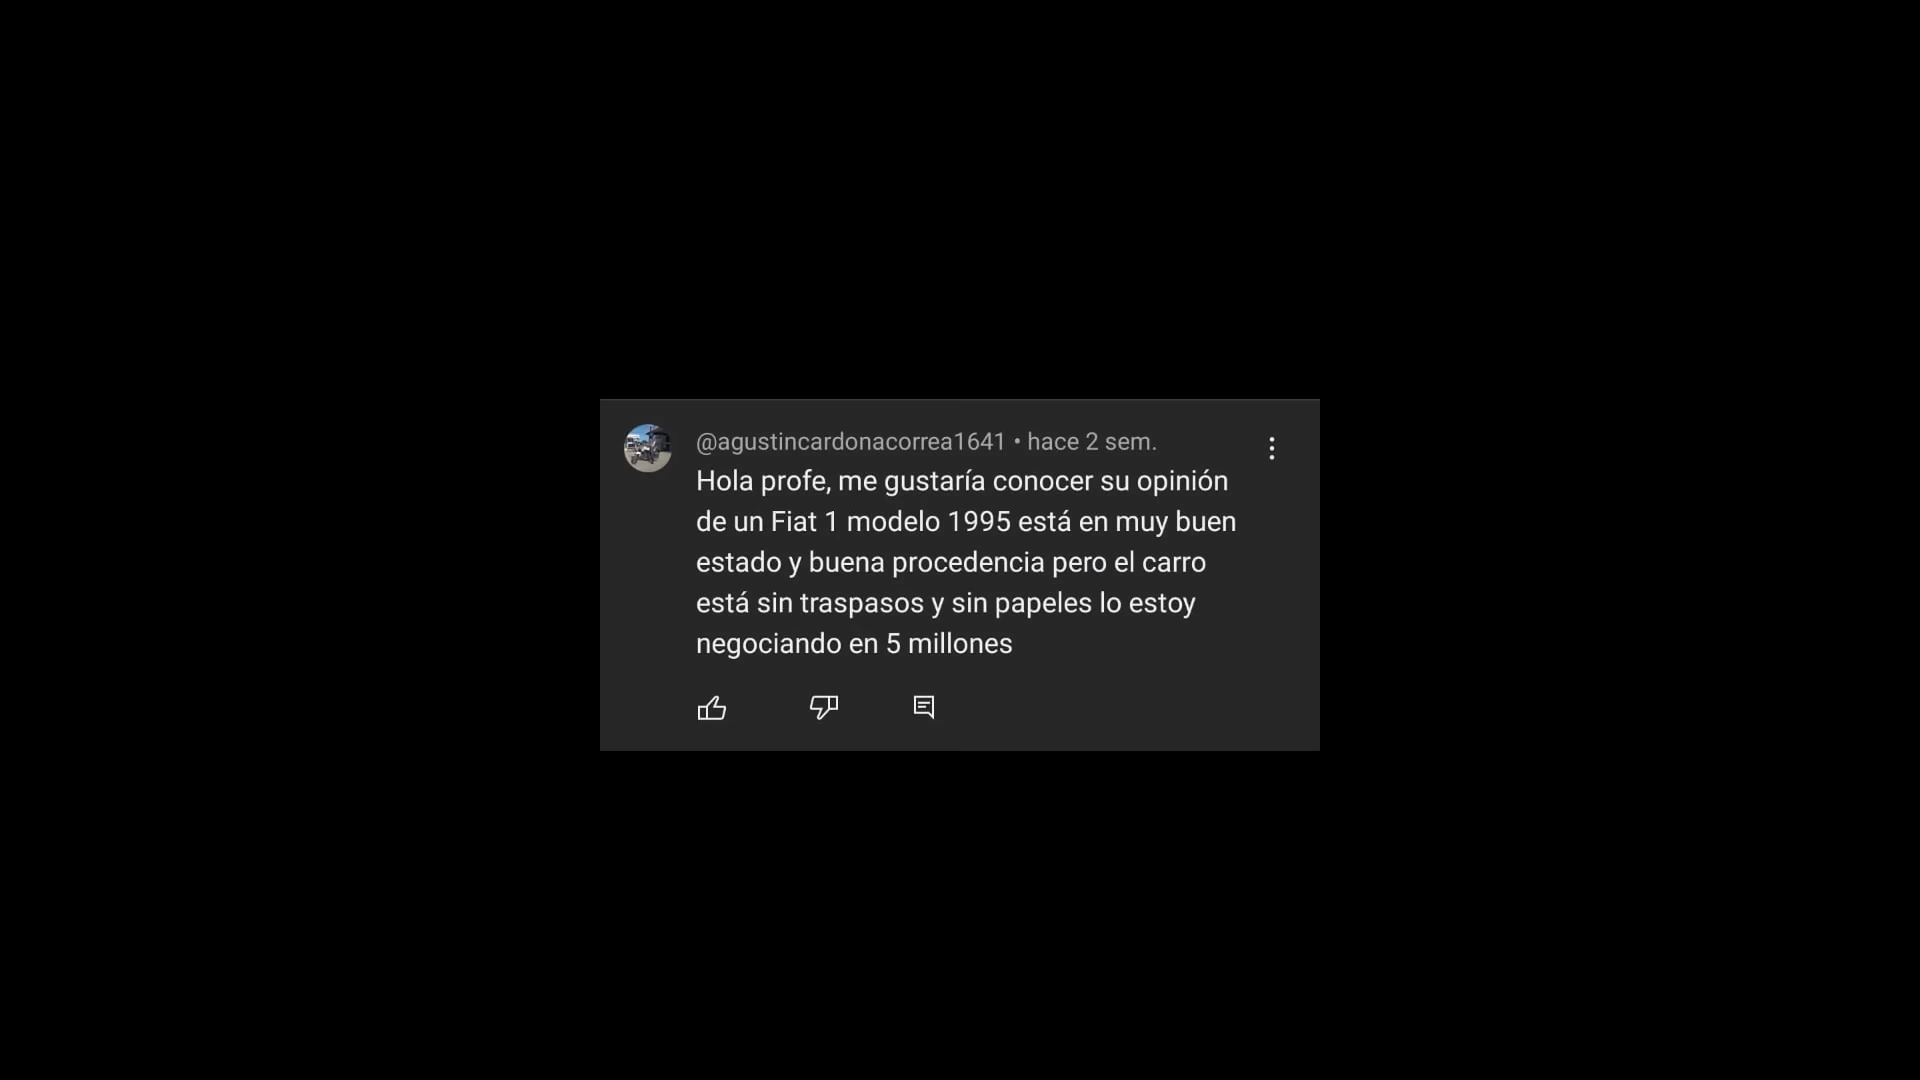 @agustincardonacorrea1641 • hace 2 sem.
Hola profe, me gustaría conocer su opinión
de un Fiat 1 modelo 1995 está en muy buen
estado y buena procedencia pero el carro
está sin traspasos y sin papeles lo estoy
negociando en 5 millones